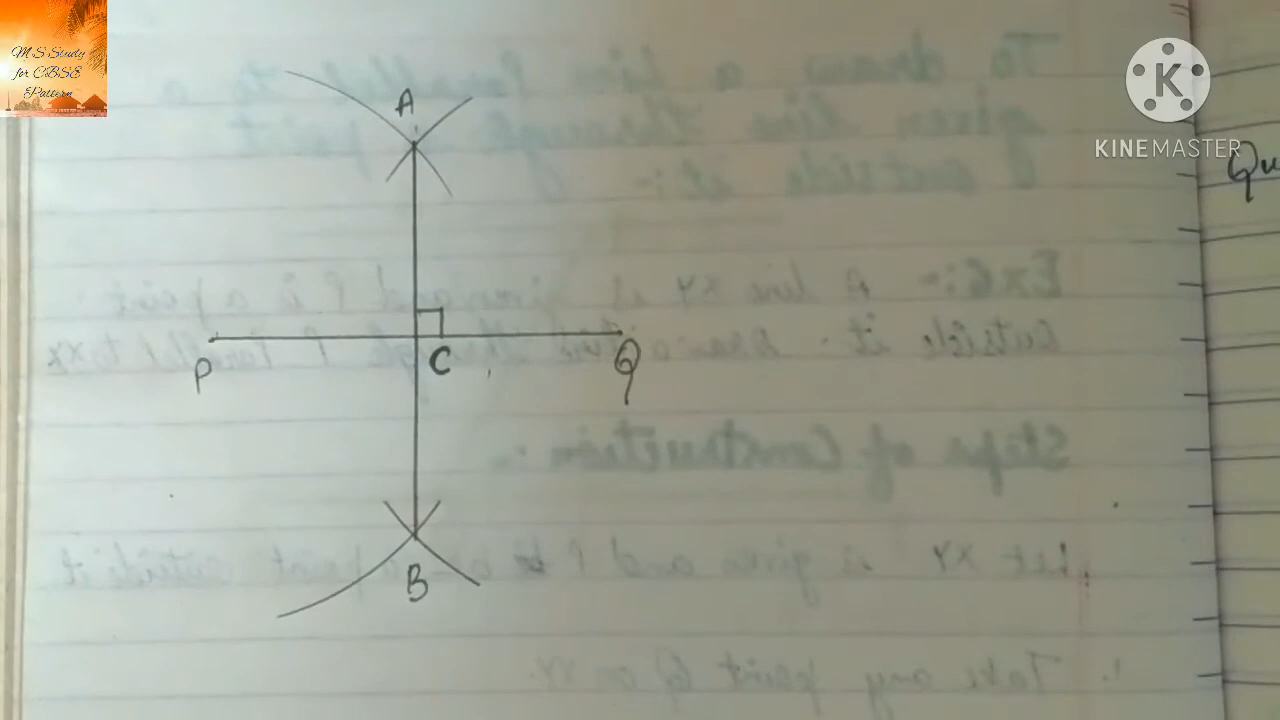 M S Study
for CBSE
Pattern
K
KINEMASTER
Qu
A
P
C
Q
B
To draw a line parallel to a
given line through point
outside it :-
Ex 6:- A line XY is given and P is a point
outside it. Draw a line through P parallel to XY
Steps of Construction:-
Let XY is given and P is a point outside it
1. Take any point Q on XY.